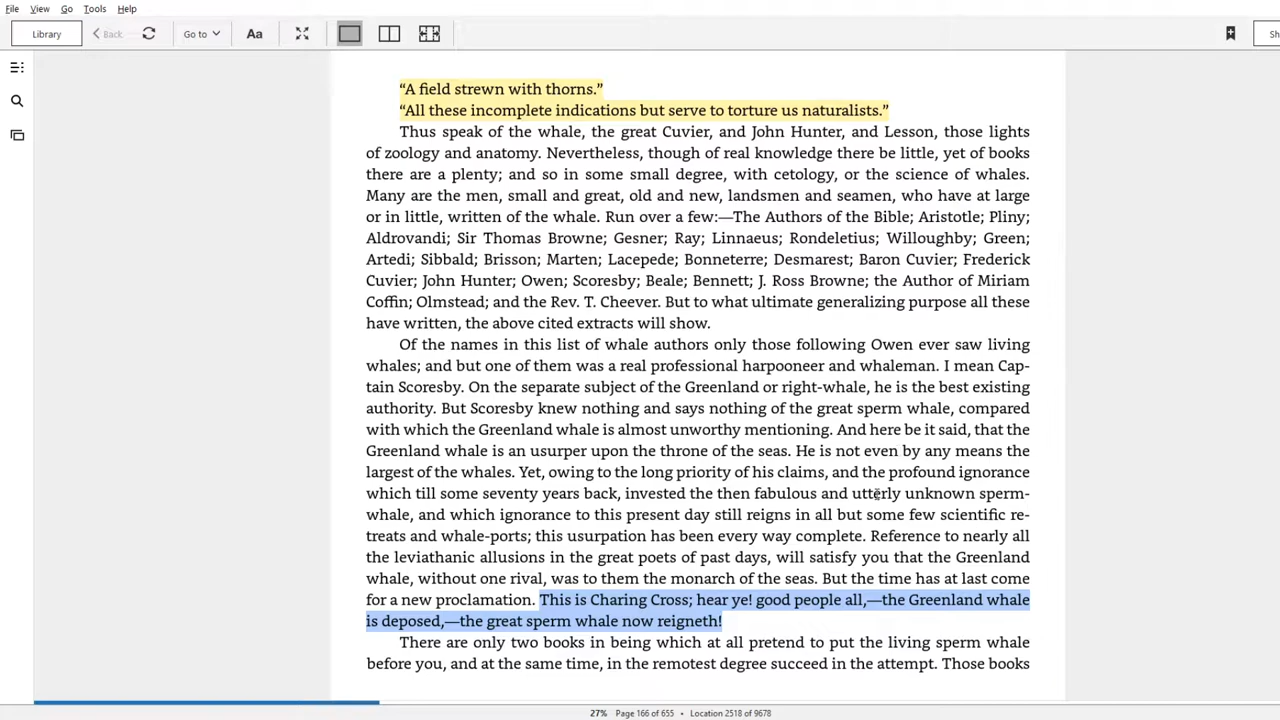 File View Go Tools Help
Library Back Go to Aa Sh
“A field strewn with thorns.”
“All these incomplete indications but serve to torture us naturalists.”
Thus speak of the whale, the great Cuvier, and John Hunter, and Lesson, those lights
of zoology and anatomy. Nevertheless, though of real knowledge there be little, yet of books
there are a plenty; and so in some small degree, with cetology, or the science of whales.
Many are the men, small and great, old and new, landsmen and seamen, who have at large
or in little, written of the whale. Run over a few:—The Authors of the Bible; Aristotle; Pliny;
Aldrovandi; Sir Thomas Browne; Gesner; Ray; Linnaeus; Rondeletius; Willoughby; Green;
Artedi; Sibbald; Brisson; Marten; Lacepede; Bonneterre; Desmarest; Baron Cuvier; Frederick
Cuvier; John Hunter; Owen; Scoresby; Beale; Bennett; J. Ross Browne; the Author of Miriam
Coffin; Olmstead; and the Rev. T. Cheever. But to what ultimate generalizing purpose all these
have written, the above cited extracts will show.
Of the names in this list of whale authors only those following Owen ever saw living
whales; and but one of them was a real professional harpooneer and whaleman. I mean Cap-
tain Scoresby. On the separate subject of the Greenland or right-whale, he is the best existing
authority. But Scoresby knew nothing and says nothing of the great sperm whale, compared
with which the Greenland whale is almost unworthy mentioning. And here be it said, that the
Greenland whale is an usurper upon the throne of the seas. He is not even by any means the
largest of the whales. Yet, owing to the long priority of his claims, and the profound ignorance
which till some seventy years back, invested the then fabulous and utterly unknown sperm-
whale, and which ignorance to this present day still reigns in all but some few scientific re-
treats and whale-ports; this usurpation has been every way complete. Reference to nearly all
the leviathanic allusions in the great poets of past days, will satisfy you that the Greenland
whale, without one rival, was to them the monarch of the seas. But the time has at last come
for a new proclamation. This is Charing Cross; hear ye! good people all,—the Greenland whale
is deposed,—the great sperm whale now reigneth!
There are only two books in being which at all pretend to put the living sperm whale
before you, and at the same time, in the remotest degree succeed in the attempt. Those books
27% Page 166 of 655 • Location 2518 of 9678